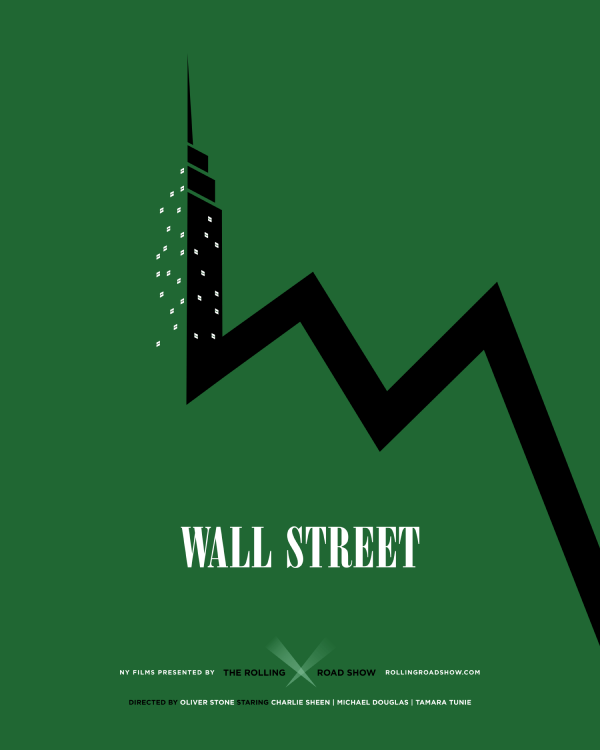 WALL STREET
NY FILMS PRESENTED BY THE ROLLING ROAD SHOW ROLLINGROADSHOW.COM
DIRECTED BY OLIVER STONE STARING CHARLIE SHEEN | MICHAEL DOUGLAS | TAMARA TUNIE